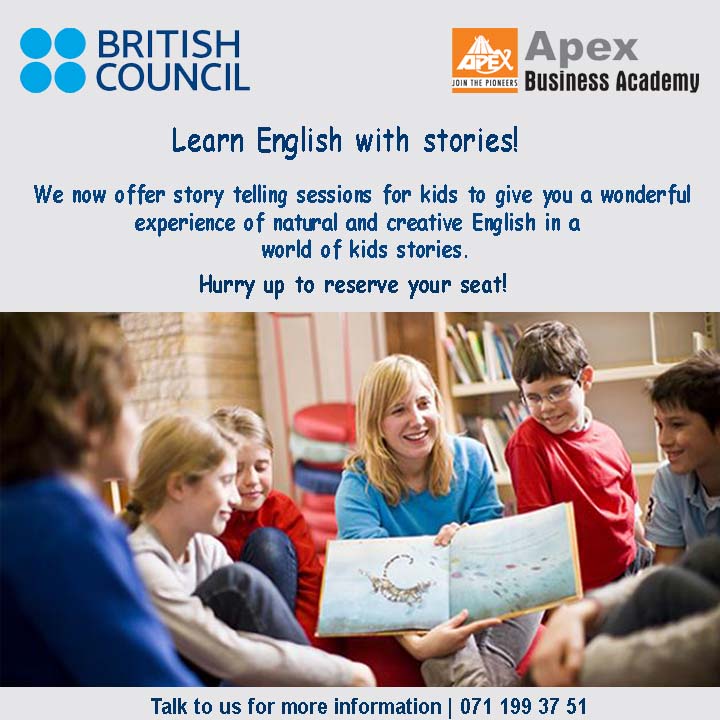 BRITISH
COUNCIL
APEX
JOIN THE PIONEERS
Apex
Business Academy
Learn English with stories!
We now offer story telling sessions for kids to give you a wonderful
experience of natural and creative English in a
world of kids stories.
Hurry up to reserve your seat!
Talk to us for more information | 071 199 37 51